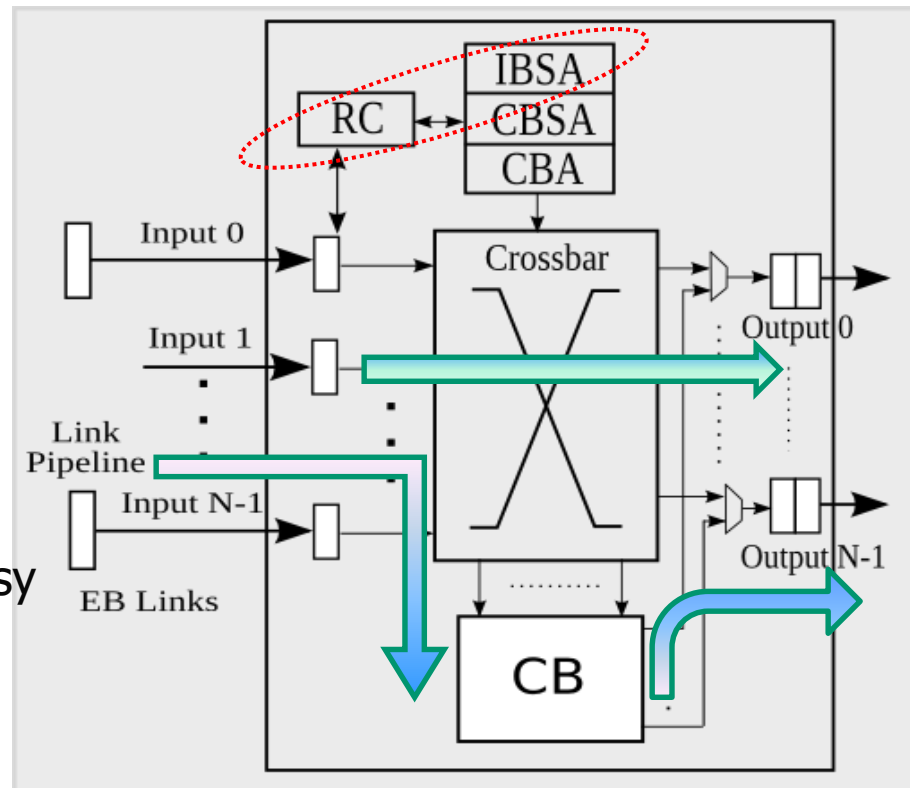 IBSA
RC
CBSA
CBA
Input 0
Crossbar
Input 1
Output 0
Link
Pipeline
Input N-1
Output N-1
sy
EB Links
CB